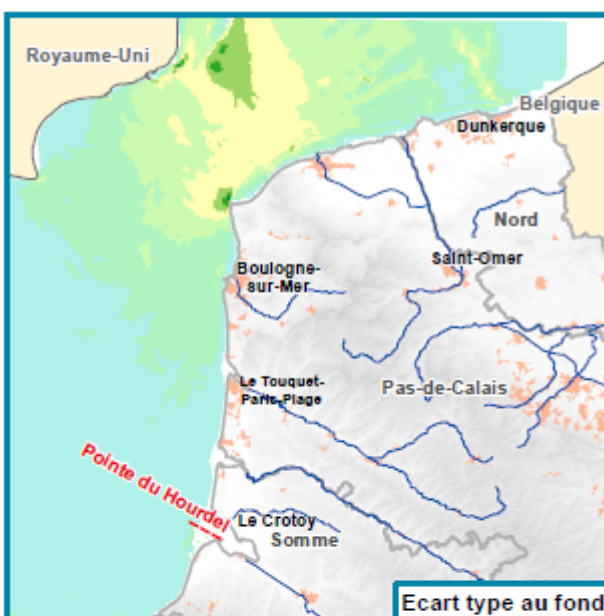 Royaume-Uni
Belgique
Dunkerque
Nord
Saint-Omer
Boulogne-
sur-Mer
Le Touquet-
Paris-Plage
Pas-de-Calais
Pointe du Hourdel
Le Crotoy
Somme
Ecart type au fond